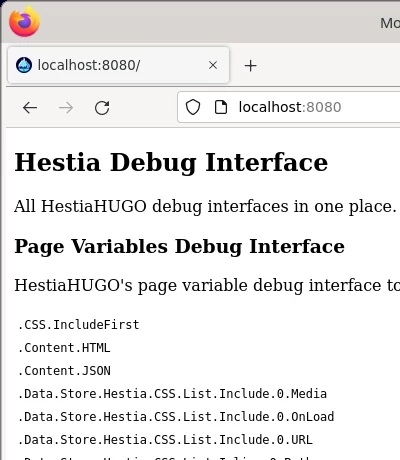 Mo
localhost:8080/
localhost:8080
Hestia Debug Interface
All HestiaHUGO debug interfaces in one place.
Page Variables Debug Interface
HestiaHUGO's page variable debug interface to
.CSS.IncludeFirst
.Content.HTML
.Content.JSON
.Data.Store.Hestia.CSS.List.Include.0.Media
.Data.Store.Hestia.CSS.List.Include.0.OnLoad
.Data.Store.Hestia.CSS.List.Include.0.URL